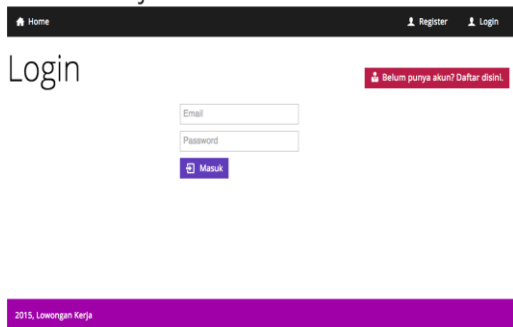 Home Register Login
Login
Belum punya akun? Daftar disini.
Email
Password
Masuk
2015, Lowongan Kerja